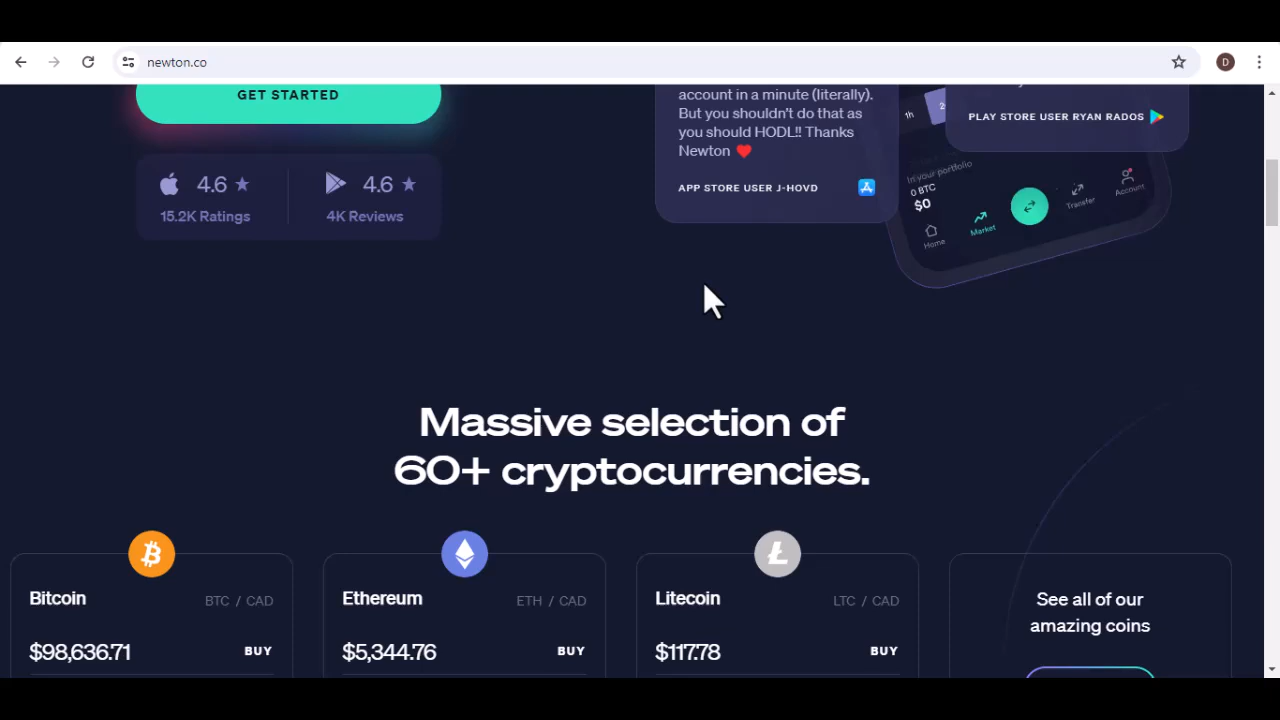 newton.co
D
GET STARTED
4.6
15.2K Ratings
4.6
4K Reviews
account in a minute (literally).
But you shouldn't do that as
you should HODL!! Thanks
Newton ❤️
APP STORE USER J-HOVD
PLAY STORE USER RYAN RADOS
1h
In your portfolio
0 BTC
$0
Home
Market
Transfer
Account
Massive selection of
60+ cryptocurrencies.
Bitcoin
BTC / CAD
$98,636.71
BUY
Ethereum
ETH / CAD
$5,344.76
BUY
Litecoin
LTC / CAD
$117.78
BUY
See all of our
amazing coins